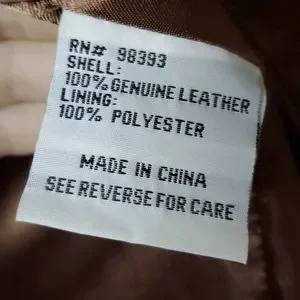 RN# 98393
SHELL:
100% GENUINE LEATHER
LINING:
100% POLYESTER
MADE IN CHINA
SEE REVERSE FOR CARE